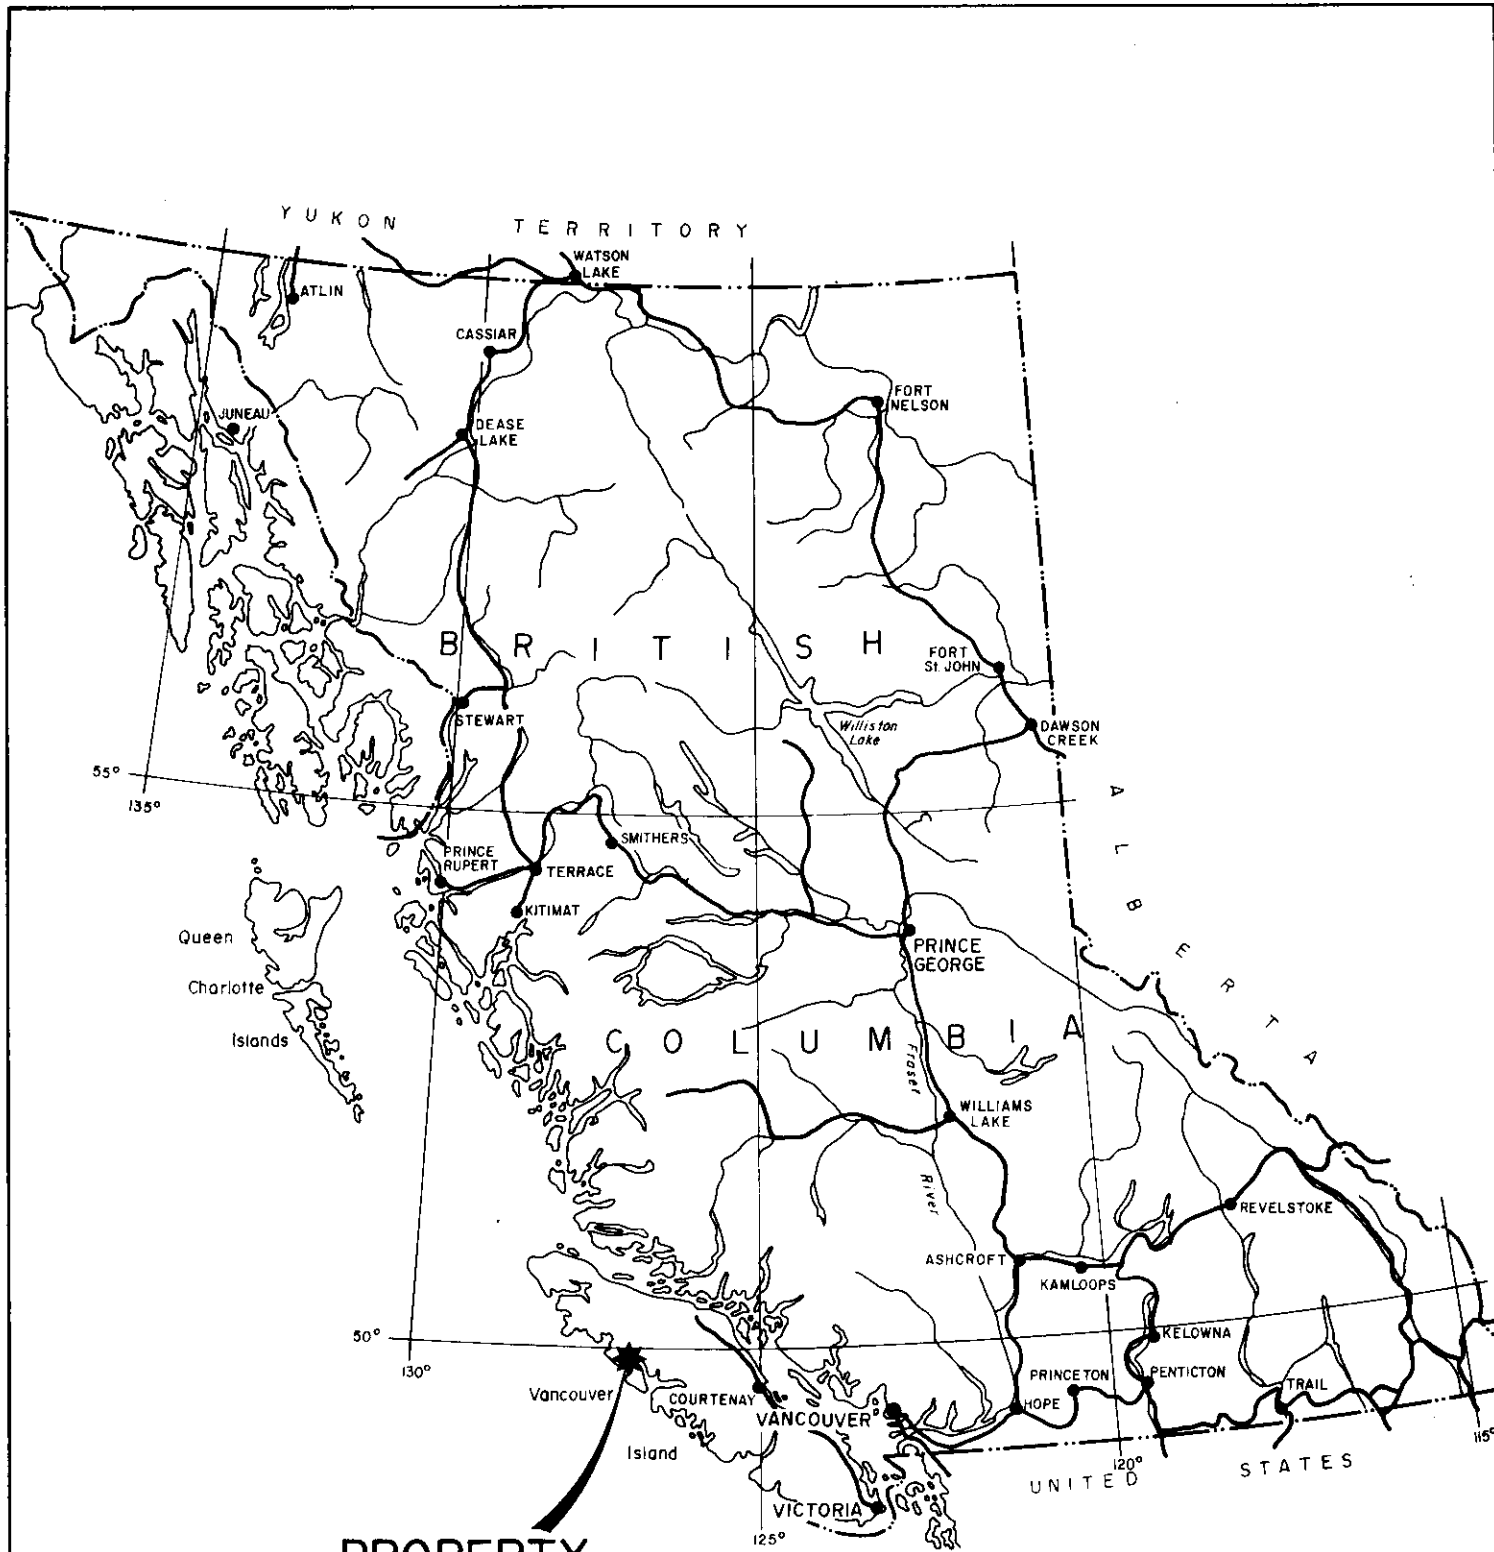 YUKON TERRITORY
WATSON
LAKE
ATLIN
CASSIAR
JUNEAU
DEASE
LAKE
FORT
NELSON
BRITISH
FORT
St. JOHN
STEWART
Williston
Lake
DAWSON
CREEK
55°
135°
ALBERTA
SMITHERS
PRINCE
RUPERT
TERRACE
KITIMAT
Queen
Charlotte
Islands
PRINCE
GEORGE
COLUMBIA
Fraser
River
WILLIAMS
LAKE
REVELSTOKE
ASHCROFT
KAMLOOPS
50°
130°
KELOWNA
PRINCETON
PENTICTON
TRAIL
HOPE
Vancouver
Island
COURTENAY
VANCOUVER
115°
120°
UNITED STATES
VICTORIA
125°
PROPERTY